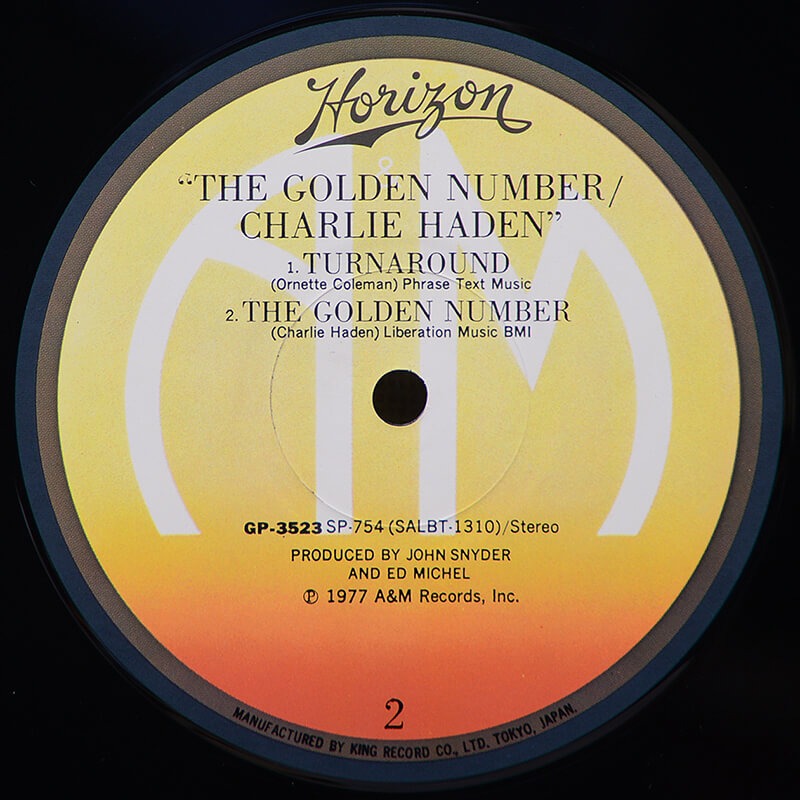 Horizon
"THE GOLDEN NUMBER/
CHARLIE HADEN"
1. TURNAROUND
(Ornette Coleman) Phrase Text Music
2. THE GOLDEN NUMBER
(Charlie Haden) Liberation Music BMI
A&M
GP-3523 SP-754 (SALBT-1310)/Stereo
PRODUCED BY JOHN SNYDER
AND ED MICHEL
℗ 1977 A&M Records, Inc.
2
MANUFACTURED BY KING RECORD CO., LTD. TOKYO, JAPAN.